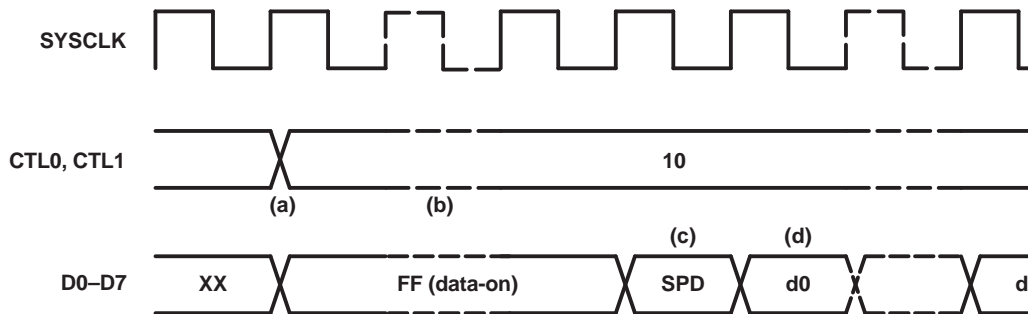 SYSCLK
CTL0, CTL1
10
(a)
(b)
(c)
(d)
D0–D7
XX
FF (data-on)
SPD
d0
d